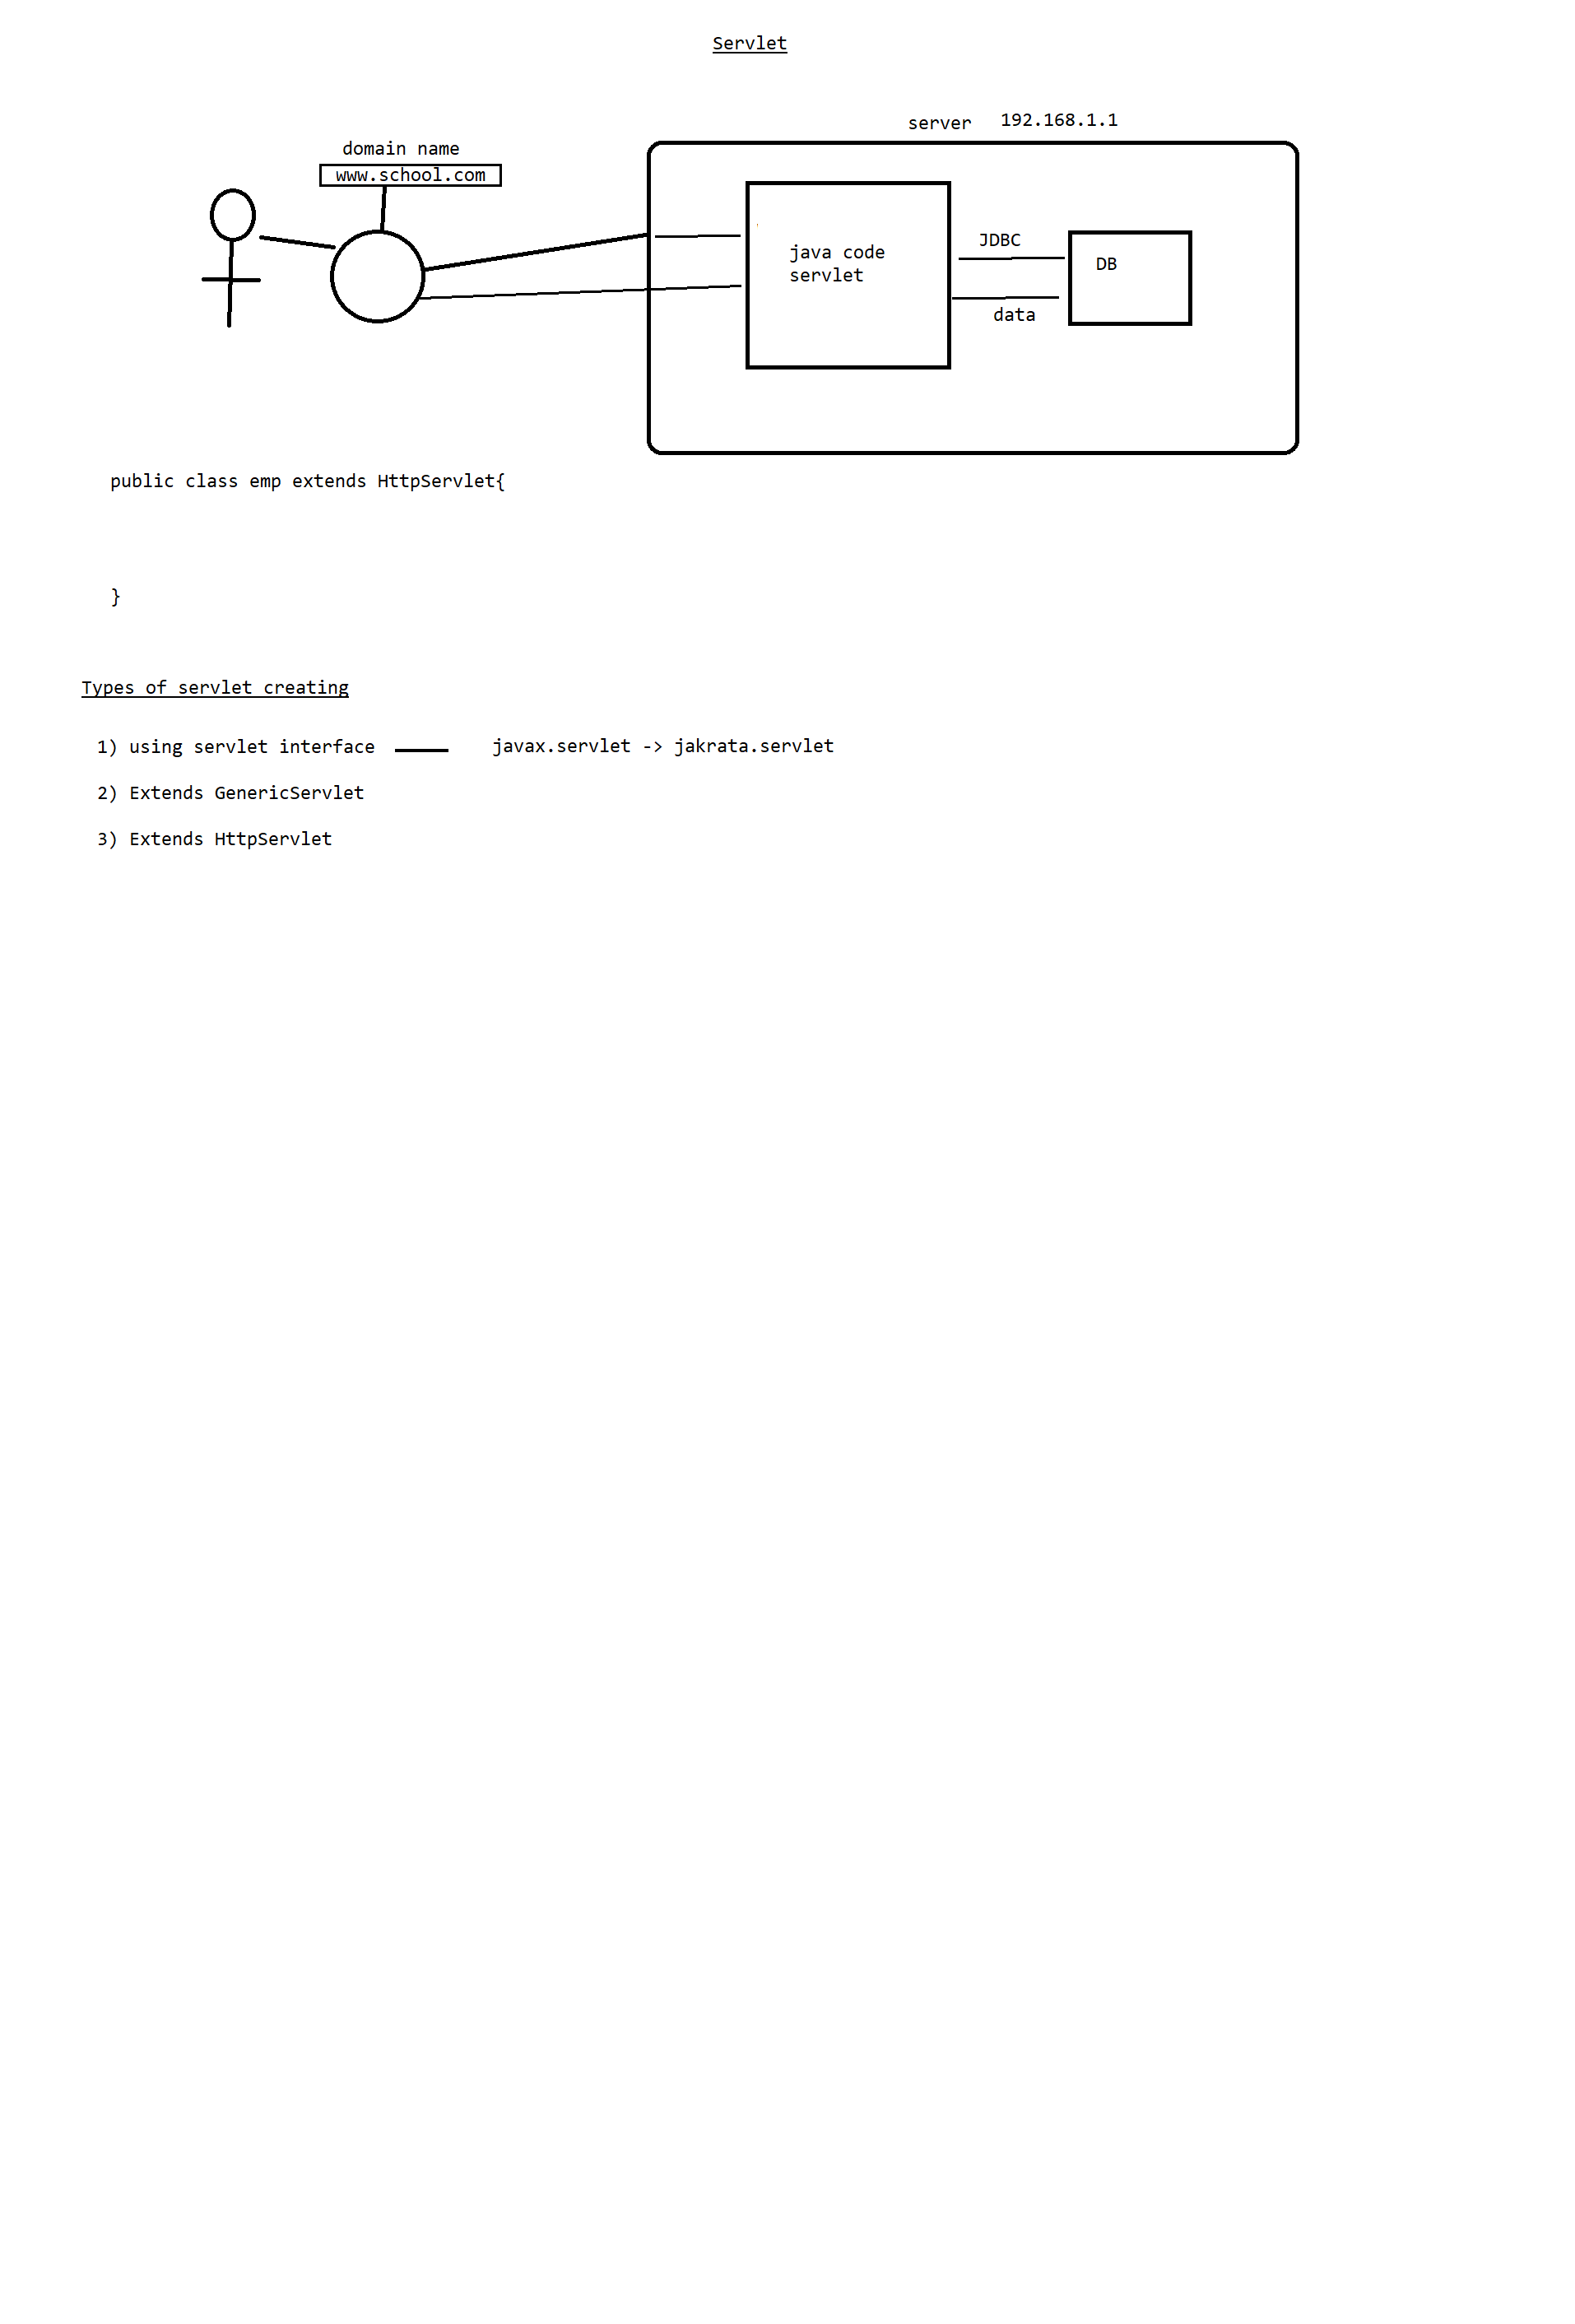 Servlet
server 192.168.1.1
domain name
www.school.com
java code
servlet
JDBC
DB
data
public class emp extends HttpServlet{
}
Types of servlet creating
1) using servlet interface javax.servlet -> jakrata.servlet
2) Extends GenericServlet
3) Extends HttpServlet